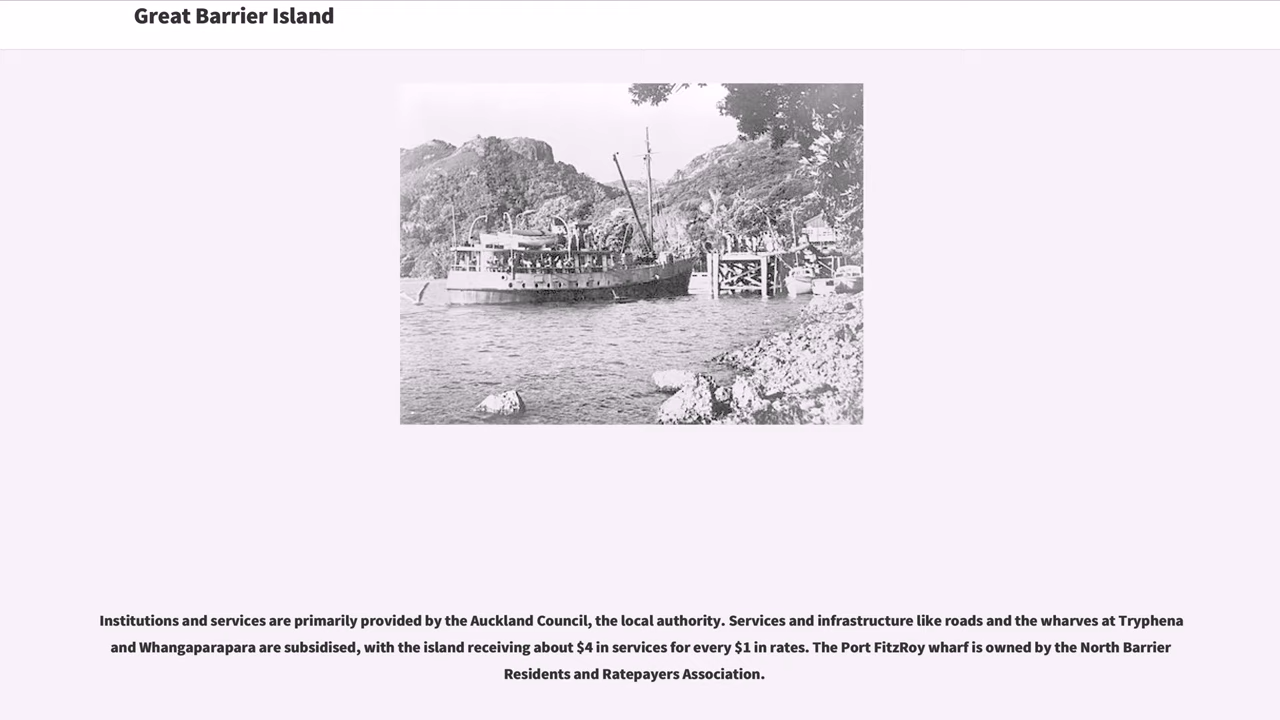 Great Barrier Island
Institutions and services are primarily provided by the Auckland Council, the local authority. Services and infrastructure like roads and the wharves at Tryphena
and Whangaparapara are subsidised, with the island receiving about $4 in services for every $1 in rates. The Port FitzRoy wharf is owned by the North Barrier
Residents and Ratepayers Association.